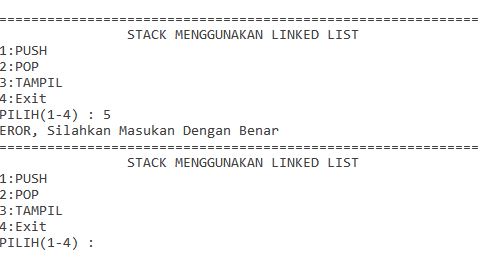 ============================================================
STACK MENGGUNAKAN LINKED LIST
1:PUSH
2:POP
3:TAMPIL
4:Exit
PILIH(1-4) : 5
EROR, Silahkan Masukan Dengan Benar
============================================================
STACK MENGGUNAKAN LINKED LIST
1:PUSH
2:POP
3:TAMPIL
4:Exit
PILIH(1-4) :